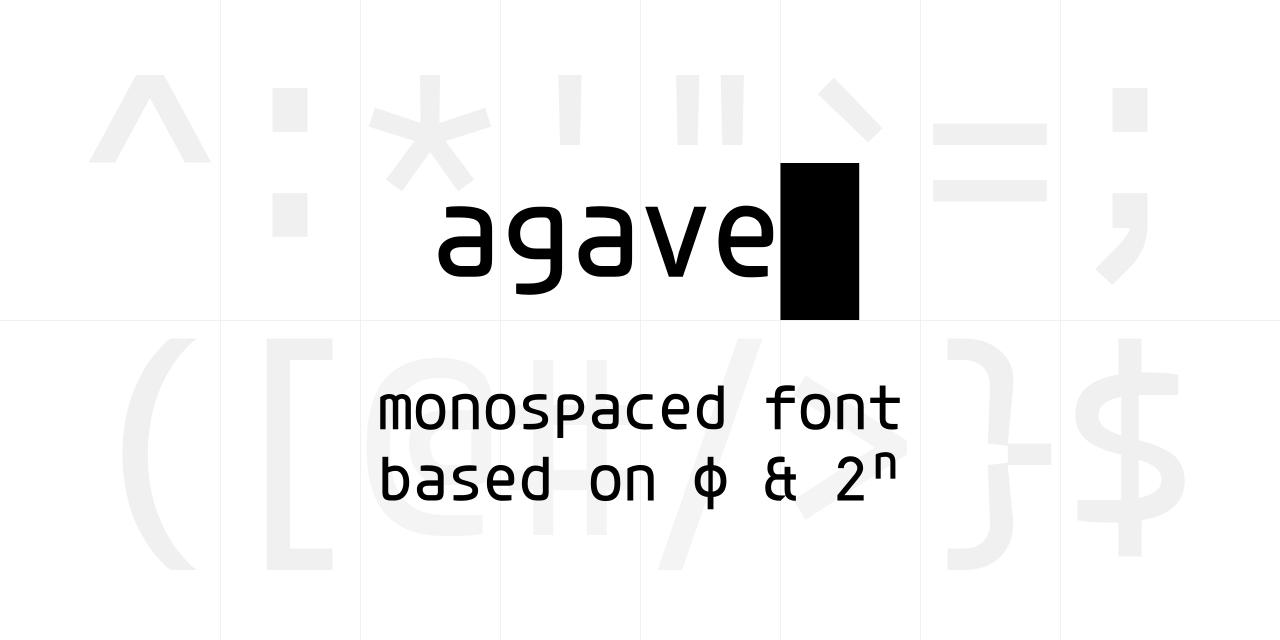 ^:*'"`=;
agave
([@#/>}$
monospaced font
based on φ & 2ⁿ